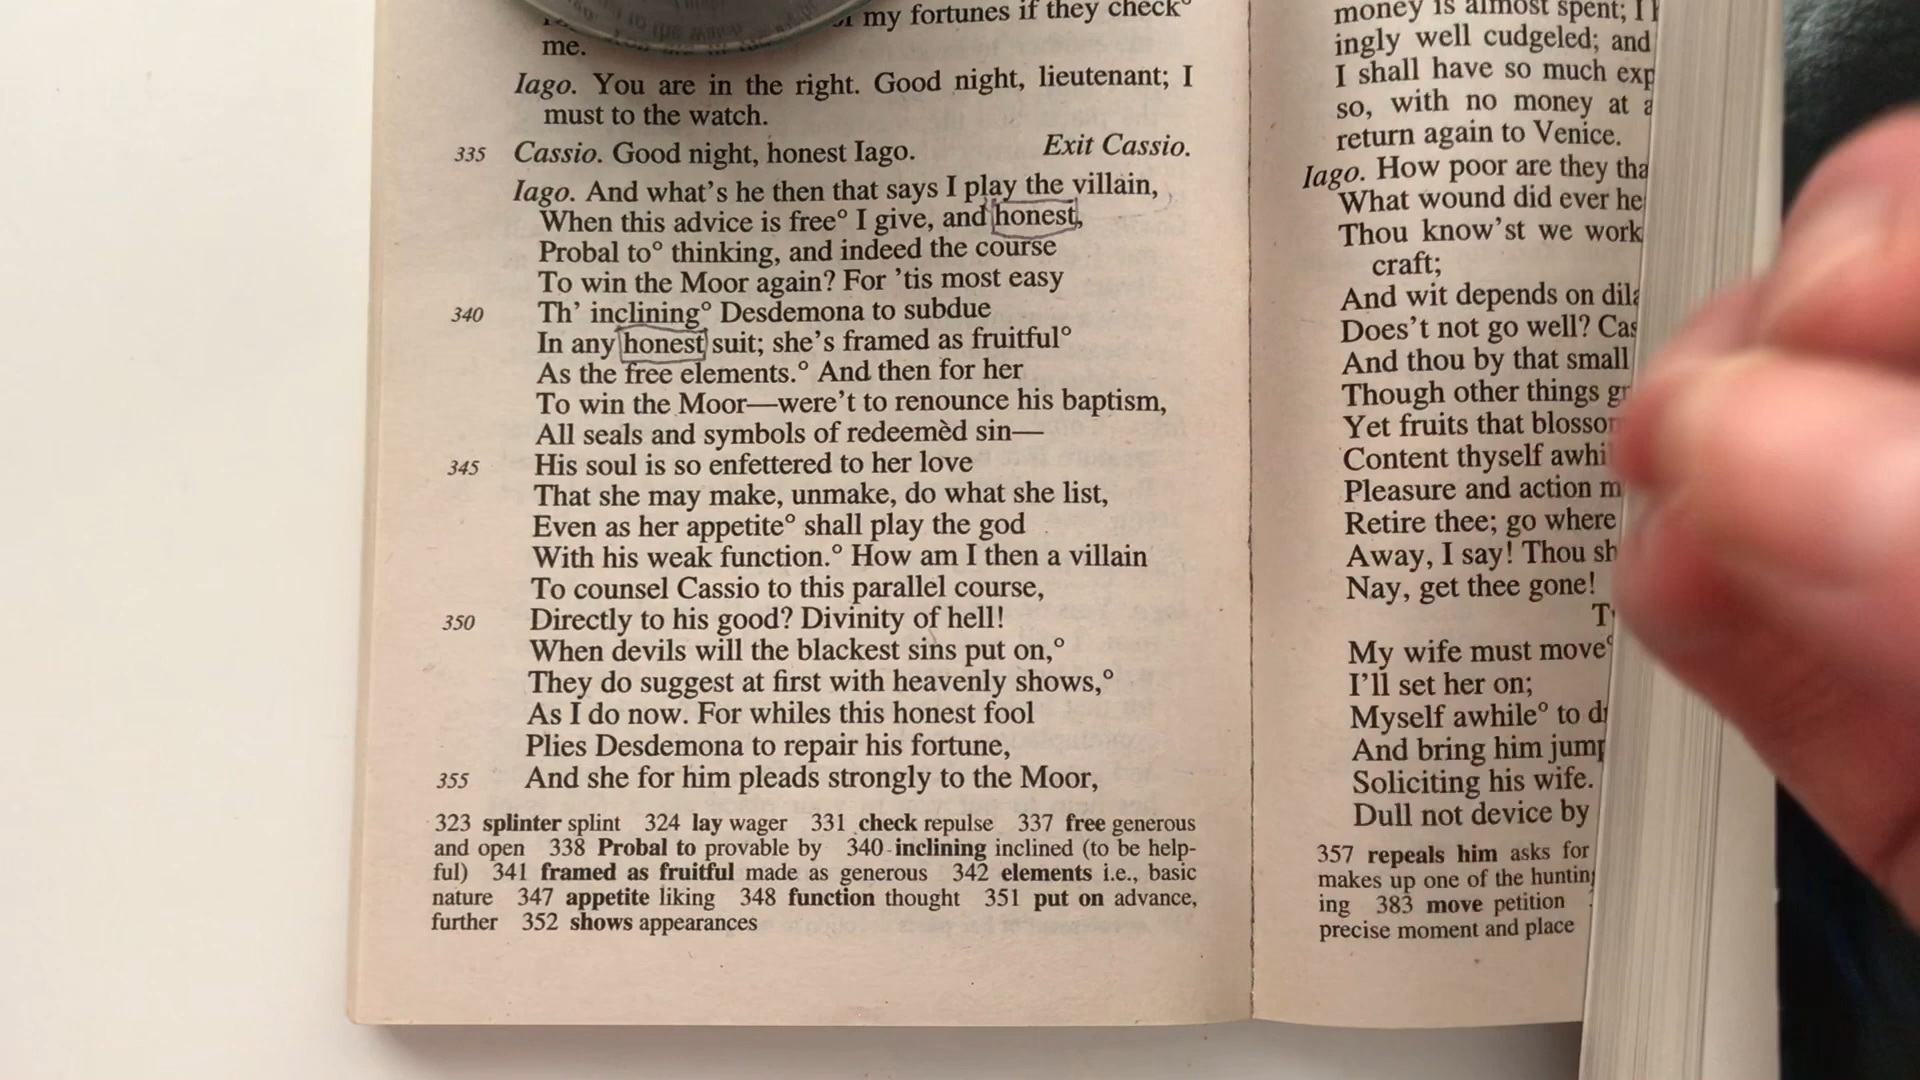 my fortunes if they check°
me.
Iago. You are in the right. Good night, lieutenant; I
must to the watch.
335 Cassio. Good night, honest Iago. Exit Cassio.
Iago. And what's he then that says I play the villain,
When this advice is free° I give, and honest,
Probal to° thinking, and indeed the course
To win the Moor again? For 'tis most easy
340 Th' inclining° Desdemona to subdue
In any honest suit; she's framed as fruitful°
As the free elements.° And then for her
To win the Moor—were't to renounce his baptism,
All seals and symbols of redeemèd sin—
345 His soul is so enfettered to her love
That she may make, unmake, do what she list,
Even as her appetite° shall play the god
With his weak function.° How am I then a villain
To counsel Cassio to this parallel course,
350 Directly to his good? Divinity of hell!
When devils will the blackest sins put on,°
They do suggest at first with heavenly shows,°
As I do now. For whiles this honest fool
Plies Desdemona to repair his fortune,
355 And she for him pleads strongly to the Moor,
323 splinter splint 324 lay wager 331 check repulse 337 free generous
and open 338 Probal to provable by 340 inclining inclined (to be help-
ful) 341 framed as fruitful made as generous 342 elements i.e., basic
nature 347 appetite liking 348 function thought 351 put on advance,
further 352 shows appearances
money is almost spent; I
ingly well cudgeled; and
I shall have so much
so, with no money at
return again to Venice.
Iago. How poor are they
What wound did ever
Thou know'st we work
craft;
And wit depends on
Does't not go well?
And thou by that small
Though other things
Yet fruits that
Content thyself
Pleasure and action
Retire thee; go where
Away, I say! Thou
Nay, get thee gone!
My wife must move°
I'll set her on;
Myself awhile° to
And bring him
Soliciting his wife.
Dull not device by
357 repeals him asks for
makes up one of the
ing 383 move petition
precise moment and place